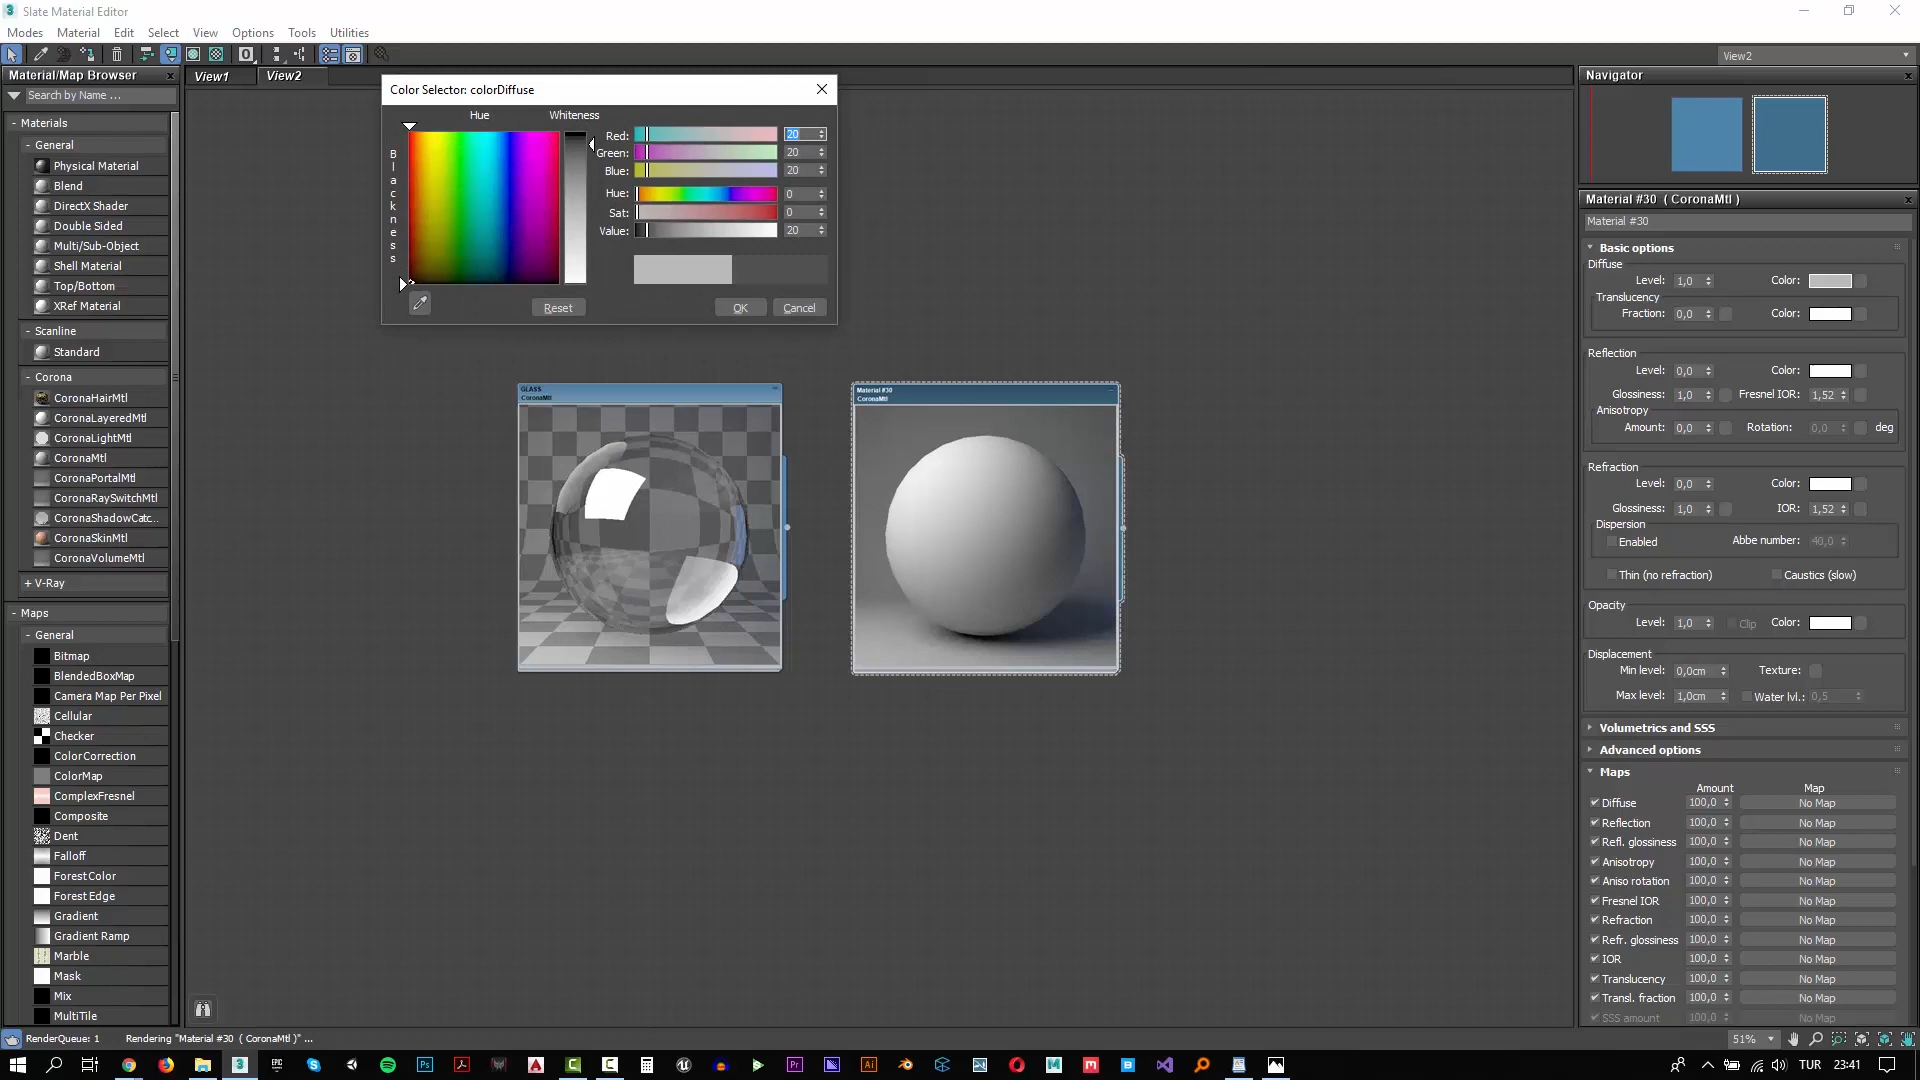 Slate Material Editor
Modes Material Edit Select View Options Tools Utilities
View2
Material/Map Browser
Search by Name ...
- Materials
- General
Physical Material
Blend
DirectX Shader
Double Sided
Multi/Sub-Object
Shell Material
Top/Bottom
XRef Material
- Scanline
Standard
- Corona
CoronaHairMtl
CoronaLayeredMtl
CoronaLightMtl
CoronaMtl
CoronaPortalMtl
CoronaRaySwitchMtl
CoronaShadowCatc...
CoronaSkinMtl
CoronaVolumeMtl
+ V-Ray
- Maps
- General
Bitmap
BlendedBoxMap
Camera Map Per Pixel
Cellular
Checker
ColorCorrection
ColorMap
ComplexFresnel
Composite
Dent
Falloff
ForestColor
Forest Edge
Gradient
Gradient Ramp
Marble
Mask
Mix
MultiTile
View1 View2
Color Selector: colorDiffuse
Hue Whiteness
Blackness
Red: 20
Green: 20
Blue: 20
Hue: 0
Sat: 0
Value: 20
Reset OK Cancel
GLASS
CoronaMtl
Material #30
CoronaMtl
Navigator
Material #30 ( CoronaMtl )
Material #30
Basic options
Diffuse
Level: 1,0 Color:
Translucency
Fraction: 0,0 Color:
Reflection
Level: 0,0 Color:
Glossiness: 1,0 Fresnel IOR: 1,52
Anisotropy
Amount: 0,0 Rotation: 0,0 deg
Refraction
Level: 0,0 Color:
Glossiness: 1,0 IOR: 1,52
Dispersion
Enabled Abbe number: 40,0
Thin (no refraction) Caustics (slow)
Opacity
Level: 1,0 Clip Color:
Displacement
Min level: 0,0cm Texture:
Max level: 1,0cm Water lvl.: 0,5
Volumetrics and SSS
Advanced options
Maps
Amount Map
Diffuse 100,0 No Map
Reflection 100,0 No Map
Refl. glossiness 100,0 No Map
Anisotropy 100,0 No Map
Aniso rotation 100,0 No Map
Fresnel IOR 100,0 No Map
Refraction 100,0 No Map
Refr. glossiness 100,0 No Map
IOR 100,0 No Map
Translucency 100,0 No Map
Transl. fraction 100,0 No Map
SSS amount 100,0 No Map
RenderQueue: 1 Rendering "Material #30 ( CoronaMtl )" ...
51%
TUR 23:41